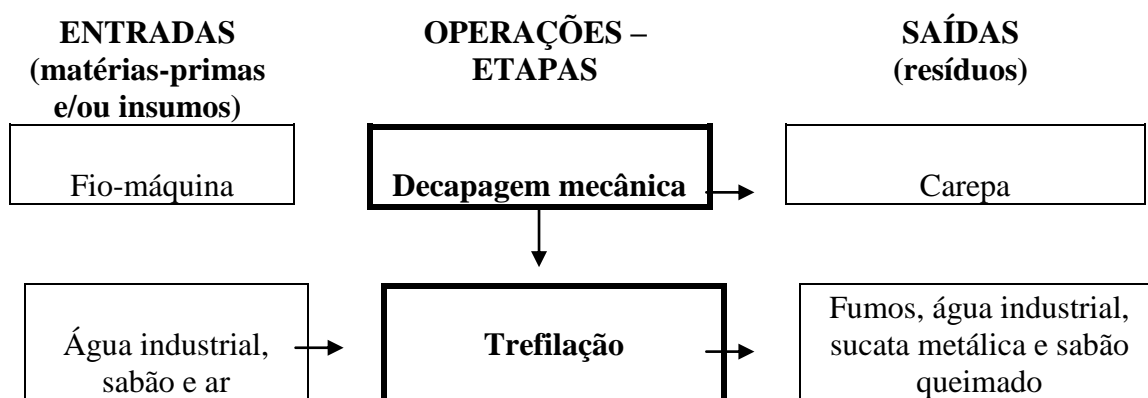 ENTRADAS
(matérias-primas
e/ou insumos)
OPERAÇÕES –
ETAPAS
SAÍDAS
(resíduos)
Fio-máquina
Decapagem mecânica
Carepa
Água industrial,
sabão e ar
Trefilação
Fumos, água industrial,
sucata metálica e sabão
queimado